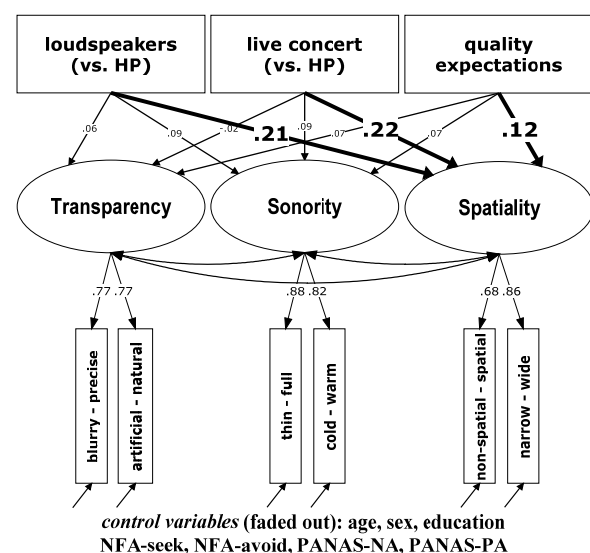 loudspeakers
(vs. HP)
live concert
(vs. HP)
quality
expectations
.06
.09
-.02
.21
.09
.07
.22
.07
.12
Transparency
Sonority
Spatiality
.77 .77
.88 .82
.68 .86
blurry - precise
artificial - natural
thin - full
cold - warm
non-spatial - spatial
narrow - wide
control variables (faded out): age, sex, education
NFA-seek, NFA-avoid, PANAS-NA, PANAS-PA